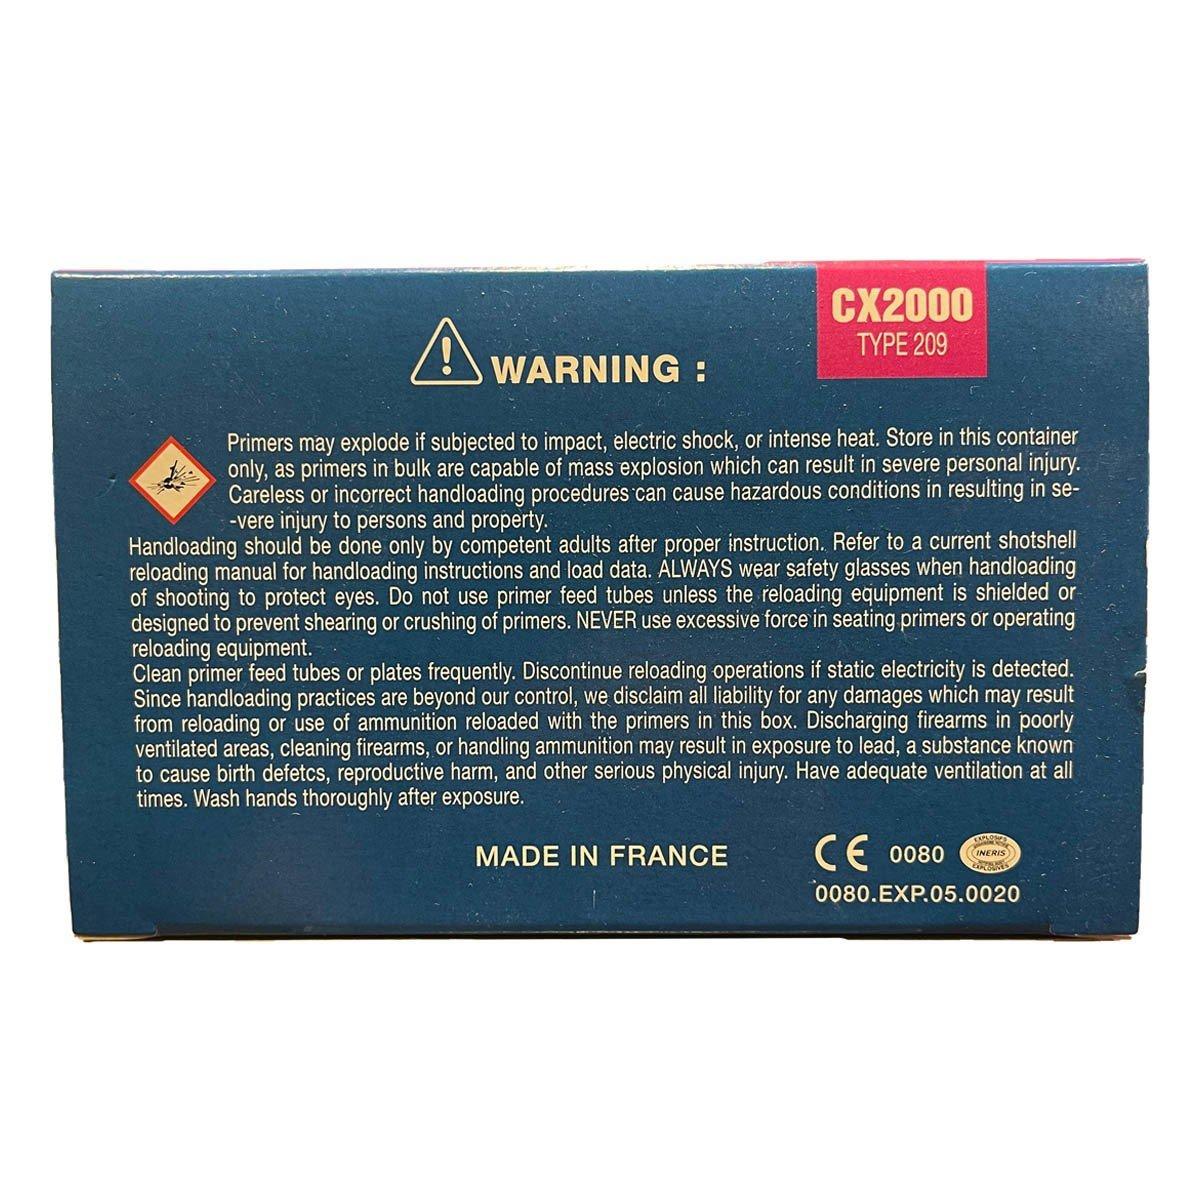 CX2000
TYPE 209
WARNING :
Primers may explode if subjected to impact, electric shock, or intense heat. Store in this container
only, as primers in bulk are capable of mass explosion which can result in severe personal injury.
Careless or incorrect handloading procedures can cause hazardous conditions in resulting in se-
-vere injury to persons and property.
Handloading should be done only by competent adults after proper instruction. Refer to a current shotshell
reloading manual for handloading instructions and load data. ALWAYS wear safety glasses when handloading
of shooting to protect eyes. Do not use primer feed tubes unless the reloading equipment is shielded or
designed to prevent shearing or crushing of primers. NEVER use excessive force in seating primers or operating
reloading equipment.
Clean primer feed tubes or plates frequently. Discontinue reloading operations if static electricity is detected.
Since handloading practices are beyond our control, we disclaim all liability for any damages which may result
from reloading or use of ammunition reloaded with the primers in this box. Discharging firearms in poorly
ventilated areas, cleaning firearms, or handling ammunition may result in exposure to lead, a substance known
to cause birth defetcs, reproductive harm, and other serious physical injury. Have adequate ventilation at all
times. Wash hands thoroughly after exposure.
MADE IN FRANCE
CE 0080
EXPLOSIFS
INERIS
EXPLOSIVES
0080.EXP.05.0020